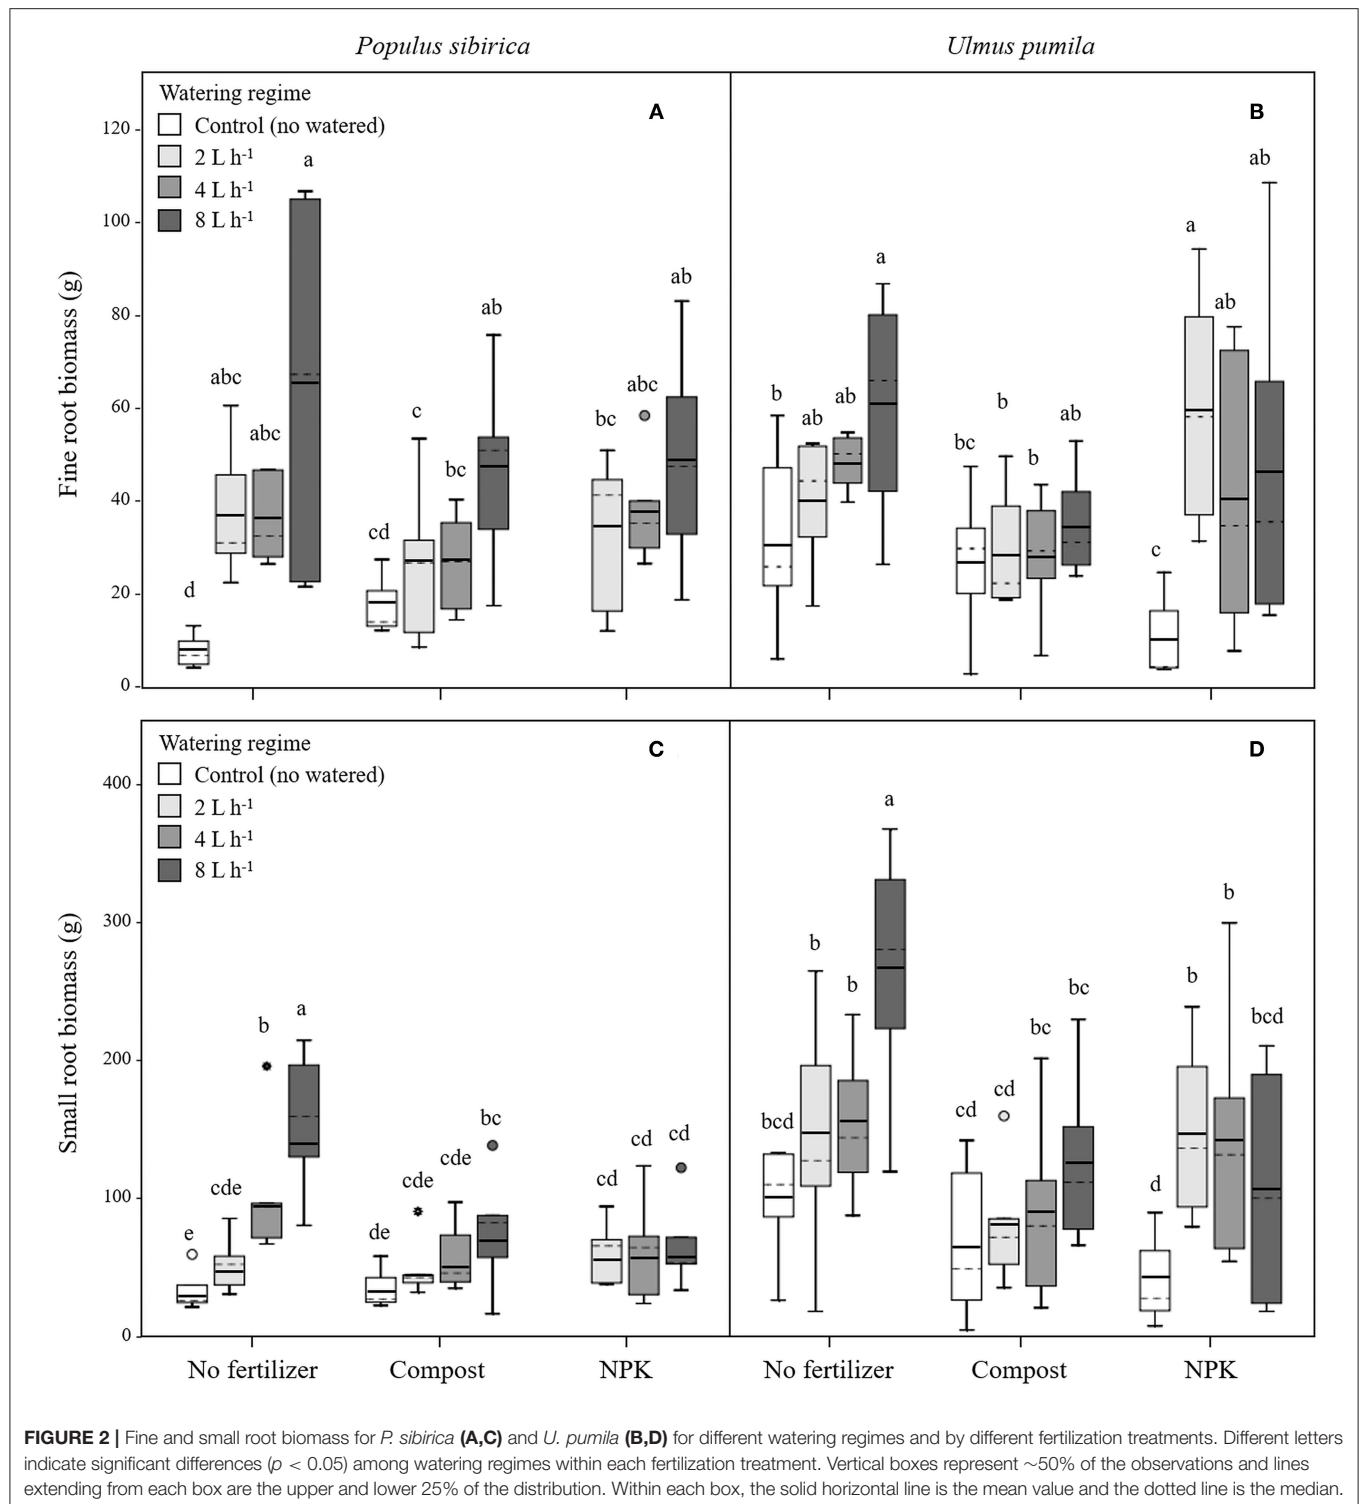 Populus sibirica
Ulmus pumila
Watering regime
Control (no watered)
2 L h-1
4 L h-1
8 L h-1
A
B
Fine root biomass (g)
120
100
80
60
40
20
0
d
abc
abc
a
cd
c
bc
ab
bc
abc
ab
b
ab
ab
a
bc
b
b
ab
c
a
ab
ab
Watering regime
Control (no watered)
2 L h-1
4 L h-1
8 L h-1
C
D
Small root biomass (g)
400
300
200
100
0
e
cde
b
a
de
cde
cde
bc
cd
cd
cd
bcd
b
b
a
cd
cd
bc
bc
d
b
b
bcd
No fertilizer
Compost
NPK
No fertilizer
Compost
NPK
FIGURE 2 | Fine and small root biomass for P. sibirica (A,C) and U. pumila (B,D) for different watering regimes and by different fertilization treatments. Different letters
indicate significant differences (p < 0.05) among watering regimes within each fertilization treatment. Vertical boxes represent ~50% of the observations and lines
extending from each box are the upper and lower 25% of the distribution. Within each box, the solid horizontal line is the mean value and the dotted line is the median.